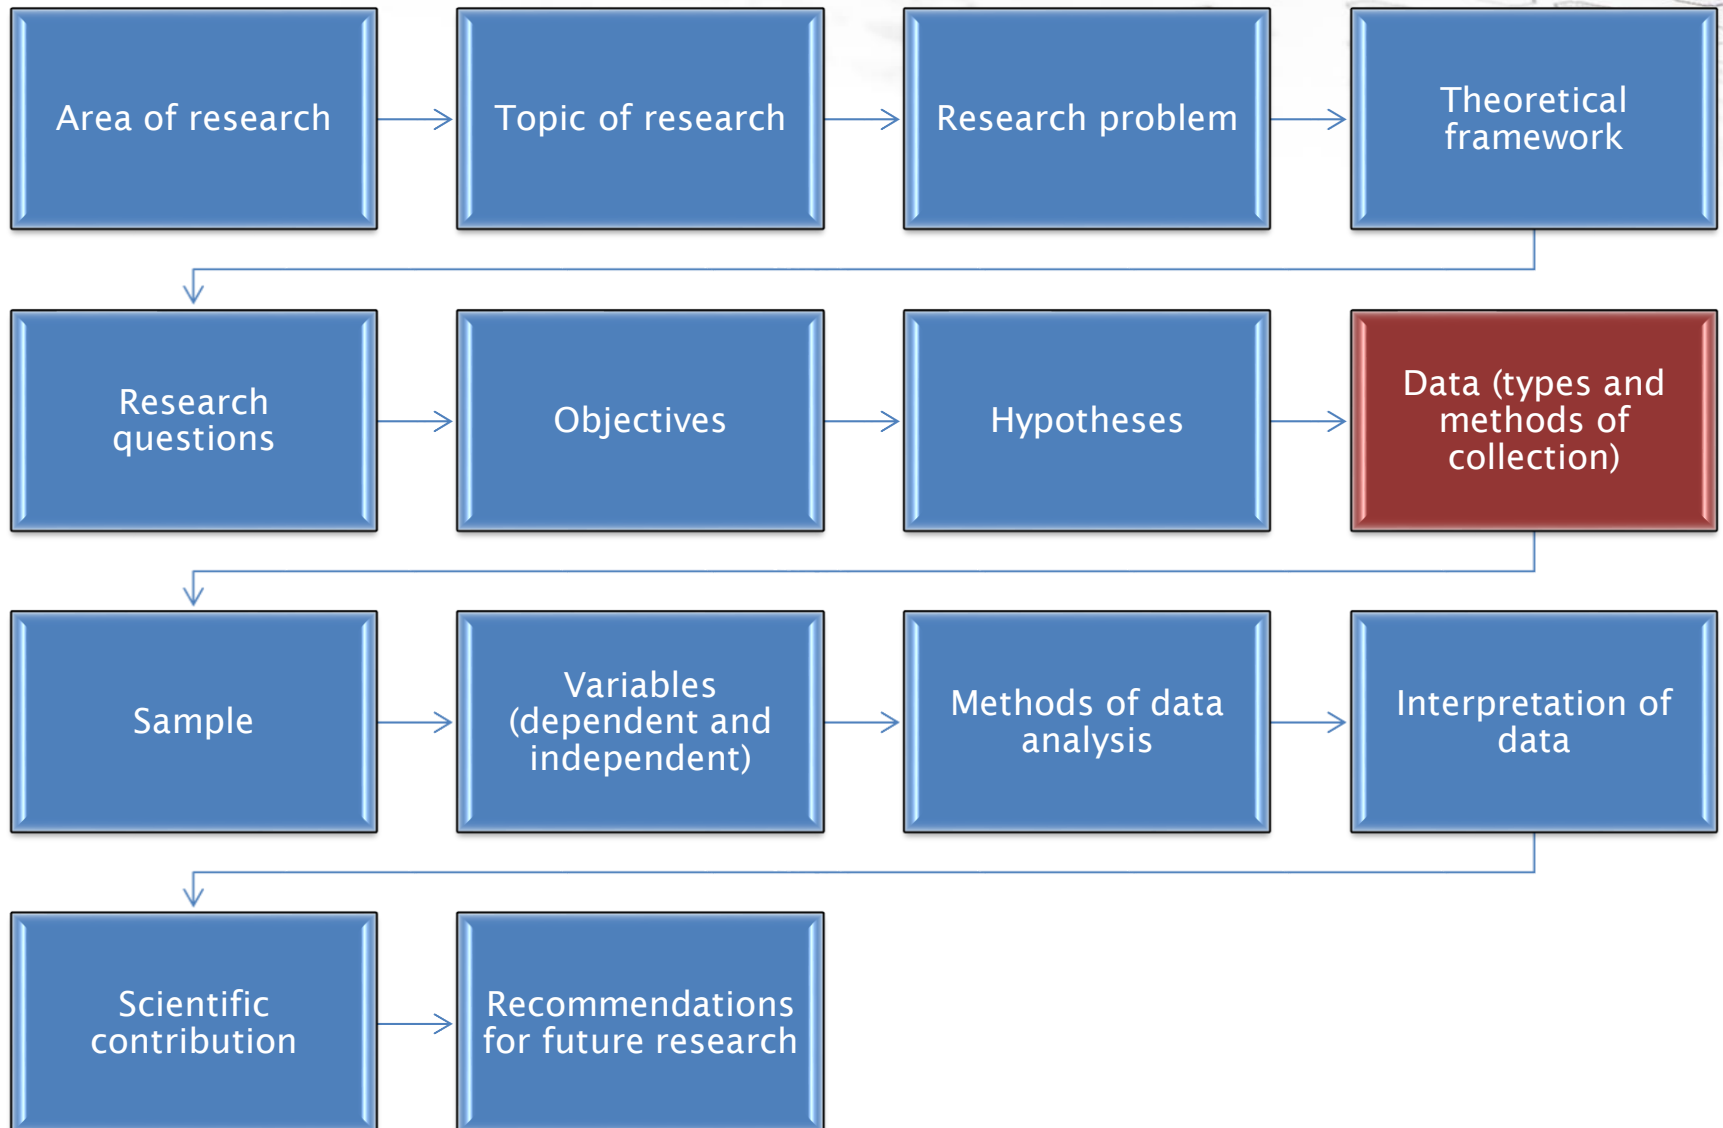 Area of research
Topic of research
Research problem
Theoretical
framework
Research
questions
Objectives
Hypotheses
Data (types and
methods of
collection)
Sample
Variables
(dependent and
independent)
Methods of data
analysis
Interpretation of
data
Scientific
contribution
Recommendations
for future research